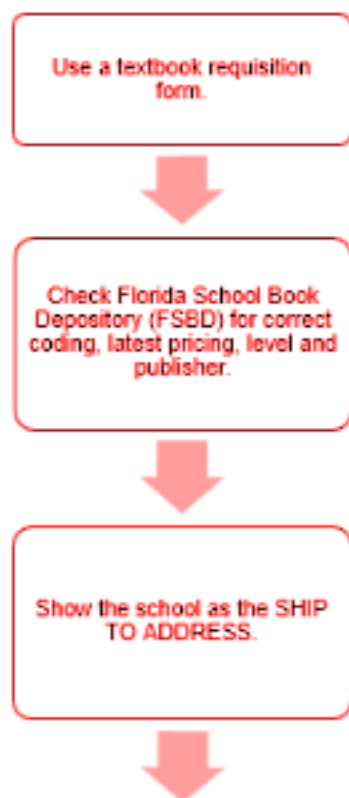 Use a textbook requisition
form.
Check Florida School Book
Depository (FSBD) for correct
coding, latest pricing, level and
publisher.
Show the school as the SHIP
TO ADDRESS.